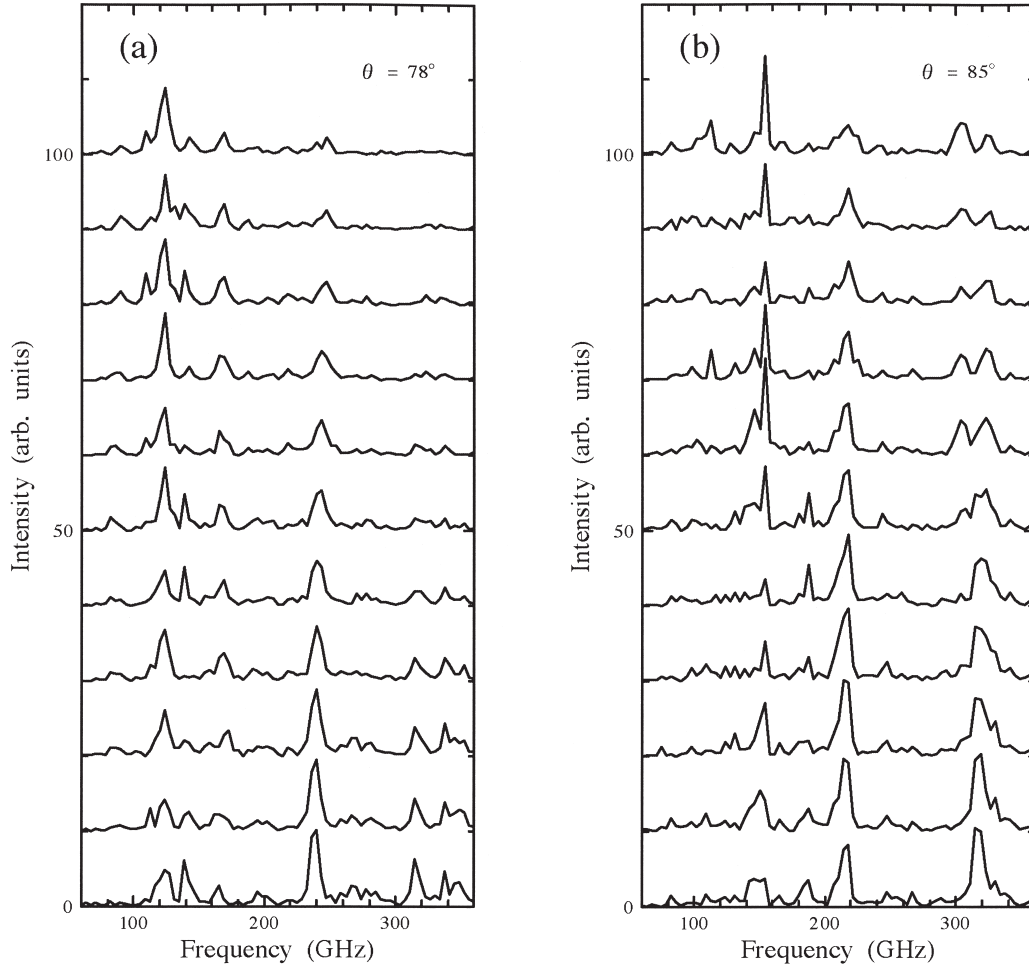 (a)
θ = 78°
100
50
0
Intensity (arb. units)
100 200 300
Frequency (GHz)
(b)
θ = 85°
100
50
0
Intensity (arb. units)
100 200 300
Frequency (GHz)